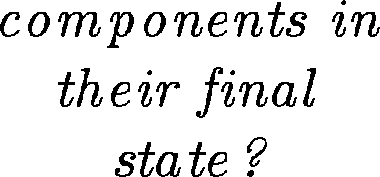 components in
their final
state?